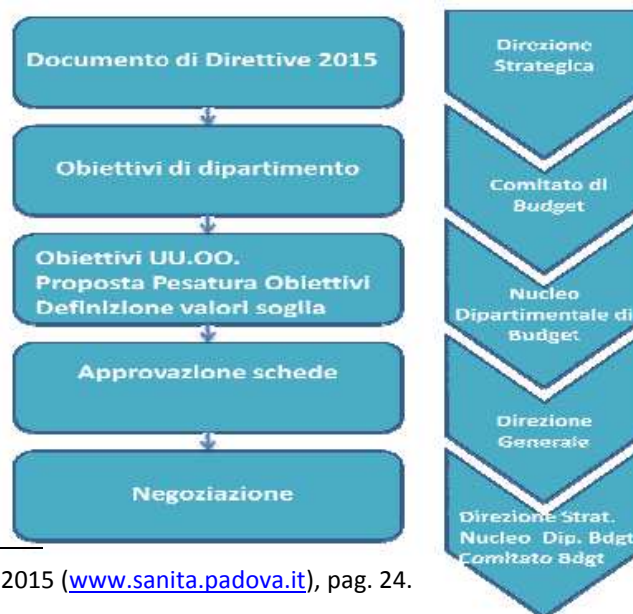 Documento di Direttive 2015
Direzione
Strategica
Obiettivi di dipartimento
Comitato di
Budget
Obiettivi UU.OO.
Proposta Pesatura Obiettivi
Definizione valori soglia
Nucleo
Dipartimentale di
Budget
Approvazione schede
Direzione
Generale
Negoziazione
Direzione Strat.
Nucleo Dip. Bdgt
Comitato Bdgt
2015 (www.sanita.padova.it), pag. 24.